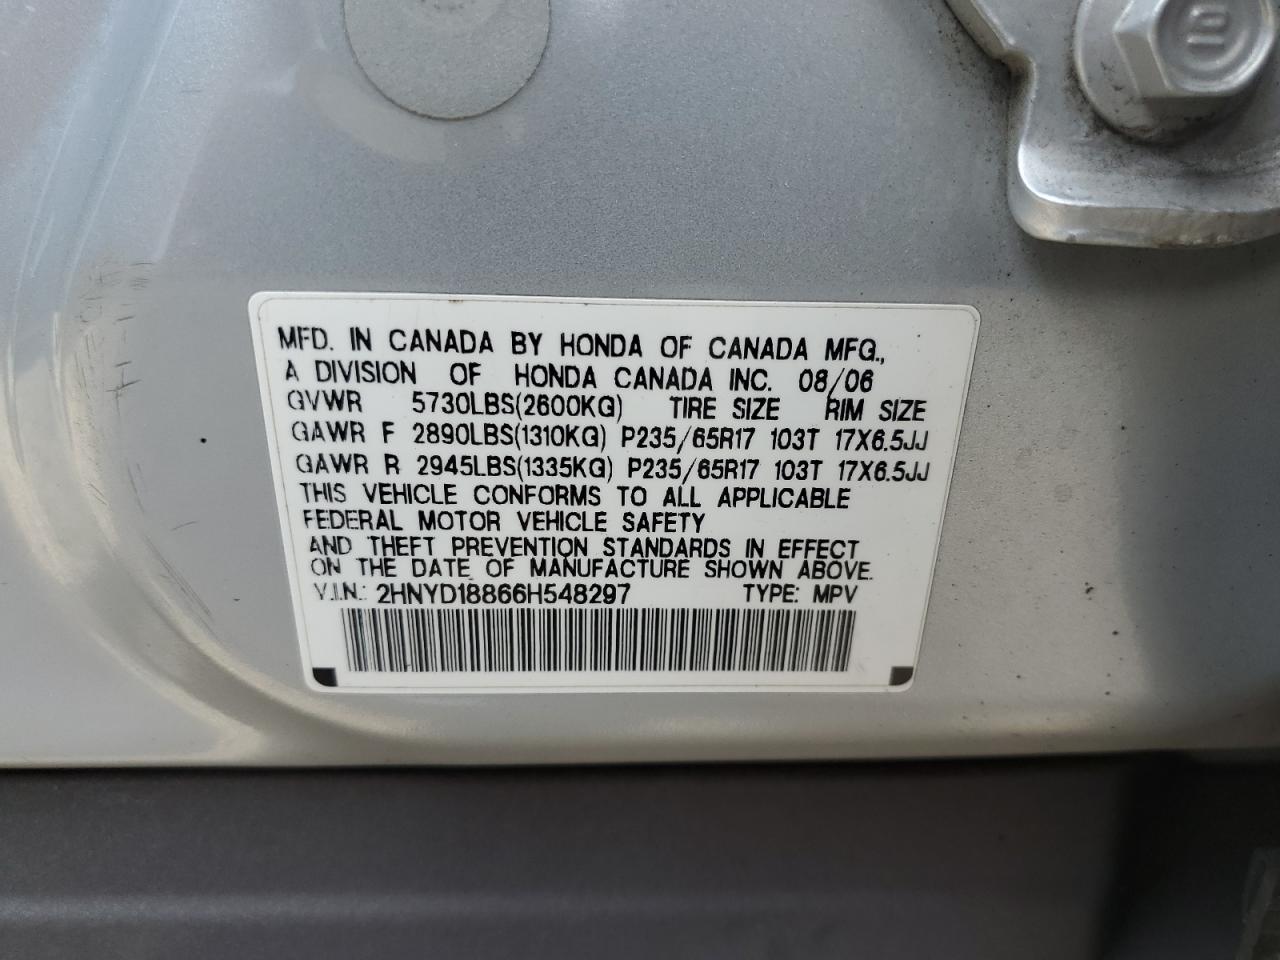 MFD. IN CANADA BY HONDA OF CANADA MFG.,
A DIVISION OF HONDA CANADA INC. 08/06
GVWR 5730LBS(2600KG) TIRE SIZE RIM SIZE
GAWR F 2890LBS(1310KG) P235/65R17 103T 17X6.5JJ
GAWR R 2945LBS(1335KG) P235/65R17 103T 17X6.5JJ
THIS VEHICLE CONFORMS TO ALL APPLICABLE
FEDERAL MOTOR VEHICLE SAFETY
AND THEFT PREVENTION STANDARDS IN EFFECT
ON THE DATE OF MANUFACTURE SHOWN ABOVE.
V.I.N.: 2HNYD18866H548297 TYPE: MPV